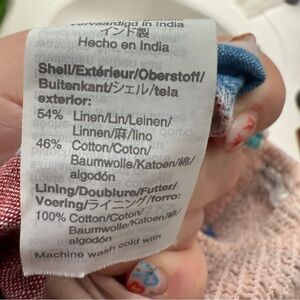 vervaardigd in India
インド製
Hecho en India
Shell/Extérieur/Oberstoff/
Buitenkant/シェル/tela
exterior:
54% Linen/Lin/Leinen/
Linnen/麻/lino
46% Cotton/Coton/
Baumwolle/Katoen/綿/
algodón
Lining/Doublure/Futter/
Voering/ライニング/forro:
100% Cotton/Coton/
Baumwolle/Katoen/綿/
algodón
Machine wash cold with